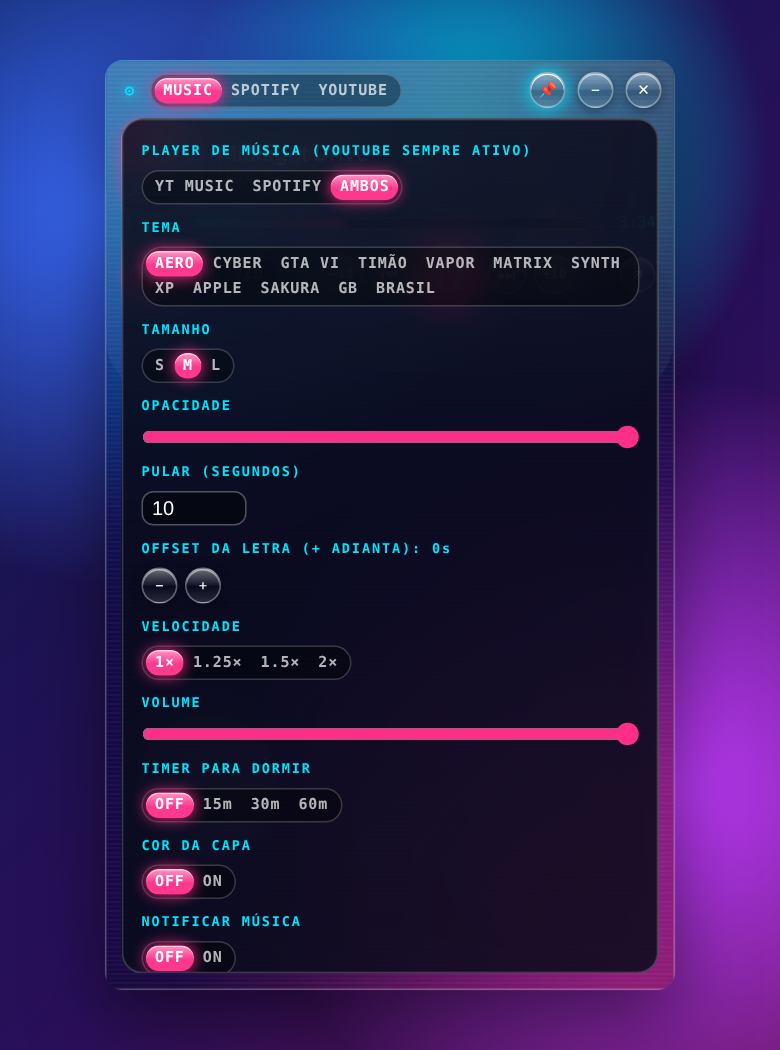 MUSIC SPOTIFY YOUTUBE
PLAYER DE MÚSICA (YOUTUBE SEMPRE ATIVO)
YT MUSIC SPOTIFY AMBOS
TEMA
3:34
AERO CYBER GTA VI TIMÃO VAPOR MATRIX SYNTH
XP APPLE SAKURA GB BRASIL
TAMANHO
S M L
OPACIDADE
PULAR (SEGUNDOS)
10
OFFSET DA LETRA (+ ADIANTA): 0s
− +
VELOCIDADE
1× 1.25× 1.5× 2×
VOLUME
TIMER PARA DORMIR
OFF 15m 30m 60m
COR DA CAPA
OFF ON
NOTIFICAR MÚSICA
OFF ON